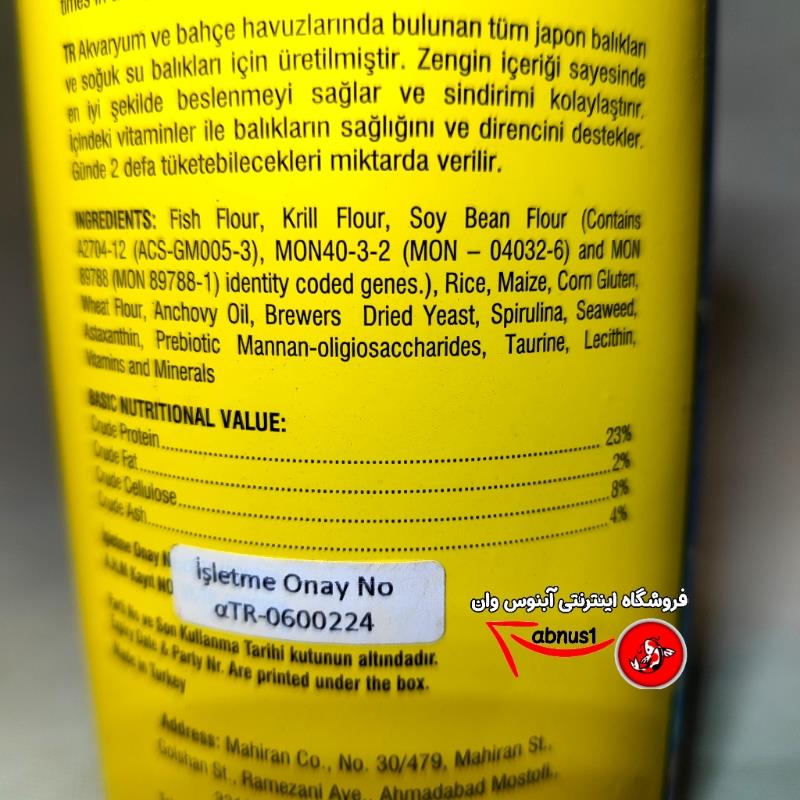 times in
TR Akvaryum ve bahçe havuzlarında bulunan tüm japon balıkları
ve soğuk su balıkları için üretilmiştir. Zengin içeriği sayesinde
en iyi şekilde beslenmeyi sağlar ve sindirimi kolaylaştırır.
İçindeki vitaminler ile balıkların sağlığını ve direncini destekler.
Günde 2 defa tüketebilecekleri miktarda verilir.
INGREDIENTS: Fish Flour, Krill Flour, Soy Bean Flour (Contains
A2704-12 (ACS-GM005-3), MON40-3-2 (MON – 04032-6) and MON
89788 (MON 89788-1) identity coded genes.), Rice, Maize, Corn Gluten,
Wheat Flour, Anchovy Oil, Brewers Dried Yeast, Spirulina, Seaweed,
Astaxanthin, Prebiotic Mannan-oligiosaccharides, Taurine, Lecithin,
Vitamins and Minerals
BASIC NUTRITIONAL VALUE:
Crude Protein 23%
Crude Fat 2%
Crude Cellulose 8%
Crude Ash 4%
İşletme Onay N
İşletme Onay No
αTR-0600224
Parti No ve Son Kullanma Tarihi kutunun altındadır.
Expiry Date & Party Nr. Are printed under the box.
Made in Turkey
Address: Mahiran Co., No. 30/479, Mahiran St.,
Golshan St., Ramezani Ave., Ahmadabad Mostofi,
فروشگاه اینترنتی آبنوس وان
abnus1